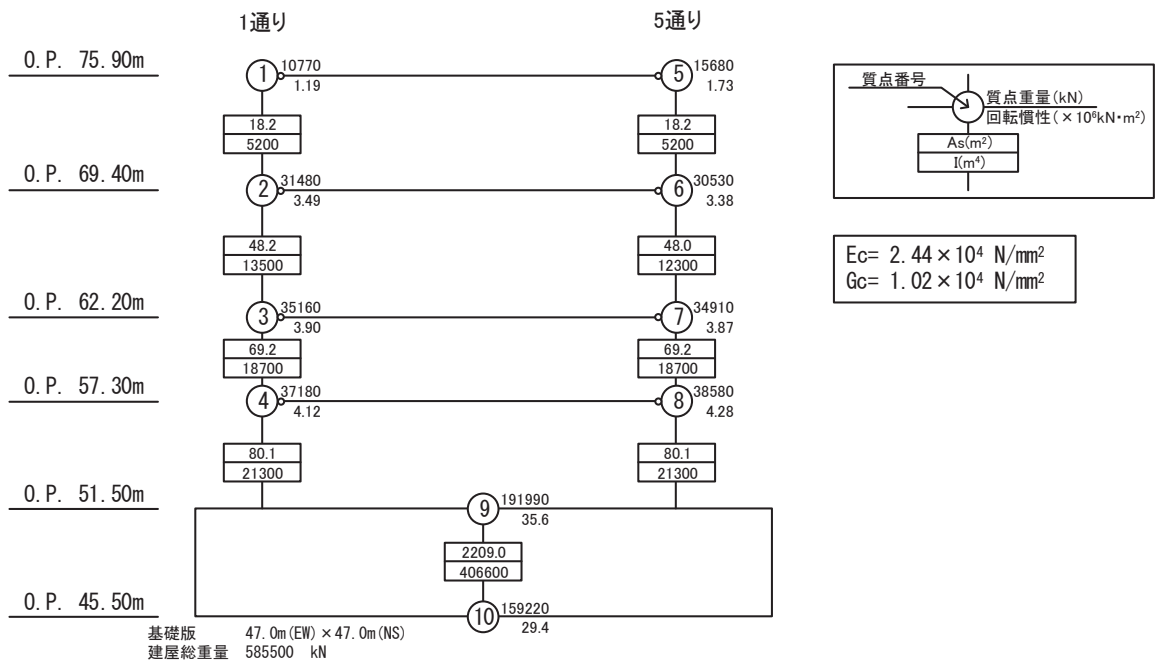 1通り
5通り
O.P. 75.90m
1
10770
1.19
5
15680
1.73
18.2
5200
18.2
5200
O.P. 69.40m
2
31480
3.49
6
30530
3.38
48.2
13500
48.0
12300
O.P. 62.20m
3
35160
3.90
7
34910
3.87
69.2
18700
69.2
18700
O.P. 57.30m
4
37180
4.12
8
38580
4.28
80.1
21300
80.1
21300
O.P. 51.50m
9
191990
35.6
2209.0
406600
O.P. 45.50m
10
159220
29.4
基礎版 47.0m(EW)×47.0m(NS)
建屋総重量 585500 kN
質点番号
質点重量(kN)
回転慣性(×10⁶kN・m²)
As(m²)
I(m⁴)
Ec= 2.44×10⁴ N/mm²
Gc= 1.02×10⁴ N/mm²